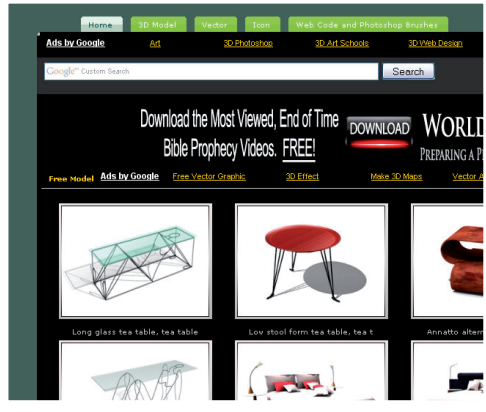 Home 3D Model Vector Icon Web Code and Photoshop Brushes
Ads by Google Art 3D Photoshop 3D Art Schools 3D Web Design
Google™ Custom Search Search
Download the Most Viewed, End of Time
Bible Prophecy Videos. FREE!
DOWNLOAD
WORLD
PREPARING A P
Free Model Ads by Google Free Vector Graphic 3D Effect Make 3D Maps Vector A
Long glass tea table, tea table Lov stool form tea table, tea t Annatto altern